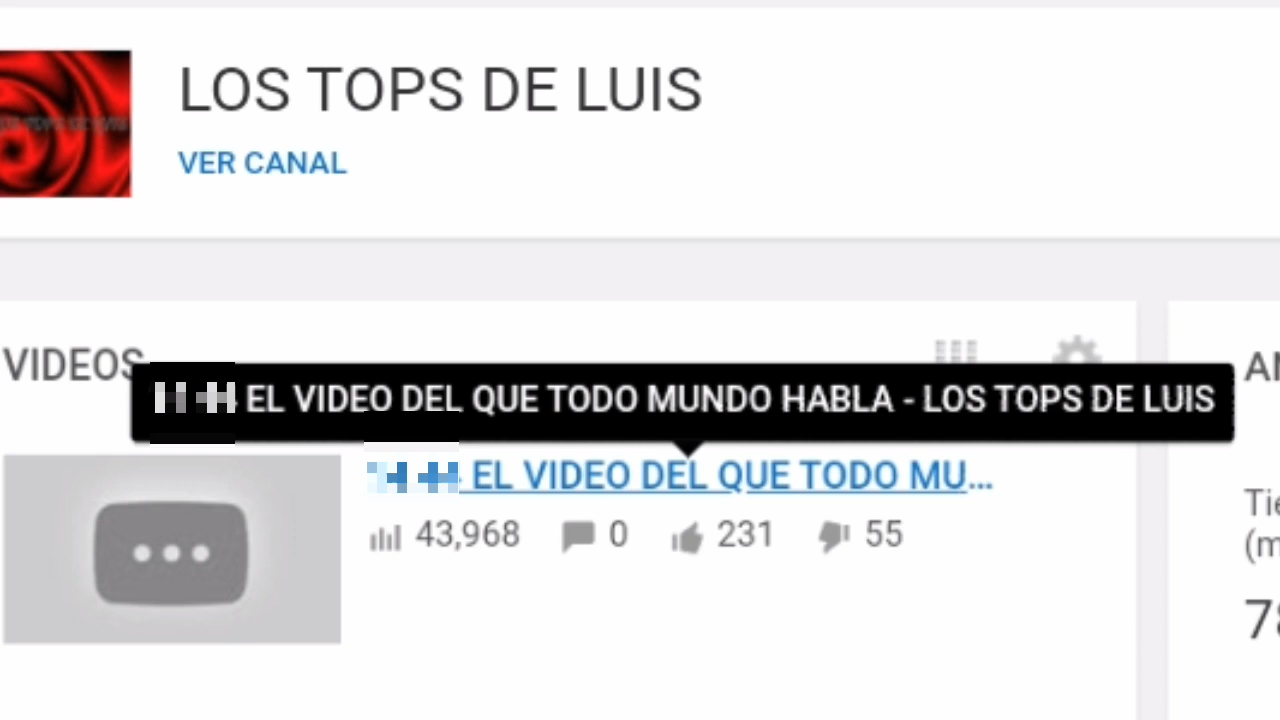 LOS TOPS DE LUIS
VER CANAL
VIDEOS
EL VIDEO DEL QUE TODO MUNDO HABLA - LOS TOPS DE LUIS
EL VIDEO DEL QUE TODO MU...
43,968 0 231 55